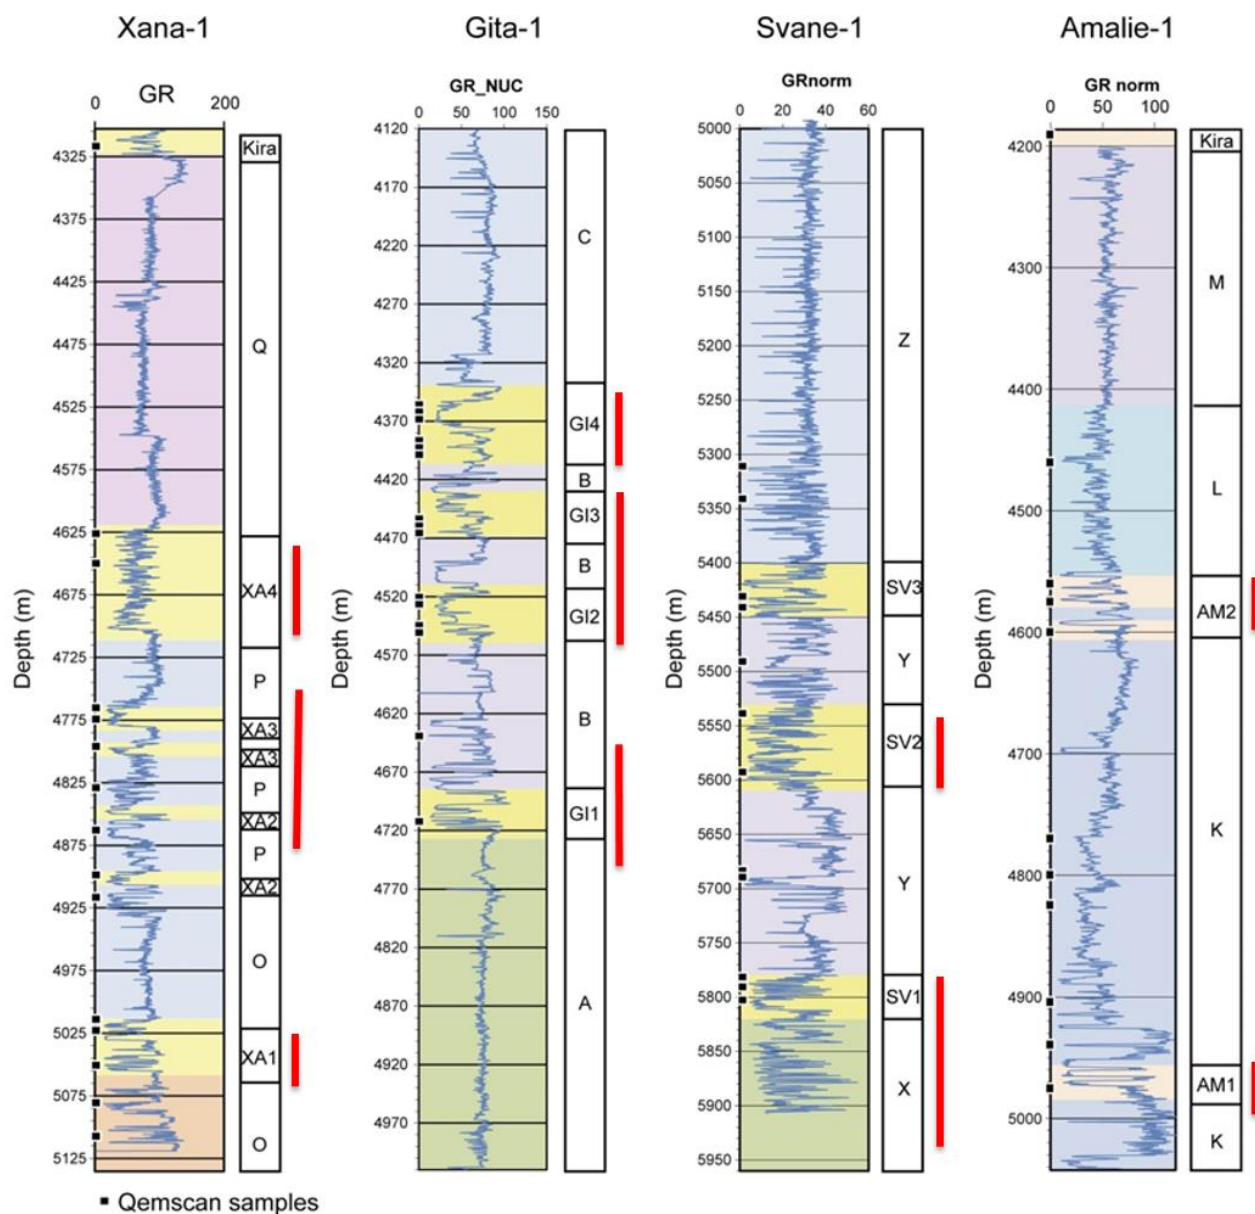 Xana-1
Gita-1
Svane-1
Amalie-1
GR
0 200
GR_NUC
0 50 100 150
GRnorm
0 20 40 60
GR norm
0 50 100
Depth (m)
4325
4375
4425
4475
4525
4575
4625
4675
4725
4775
4825
4875
4925
4975
5025
5075
5125
Kira
Q
XA4
P
XA3
XA3
P
XA2
P
XA2
O
XA1
O
Depth (m)
4120
4170
4220
4270
4320
4370
4420
4470
4520
4570
4620
4670
4720
4770
4820
4870
4920
4970
C
GI4
B
GI3
B
GI2
B
GI1
A
Depth (m)
5000
5050
5100
5150
5200
5250
5300
5350
5400
5450
5500
5550
5600
5650
5700
5750
5800
5850
5900
5950
Z
SV3
Y
SV2
Y
SV1
X
Depth (m)
4200
4300
4400
4500
4600
4700
4800
4900
5000
Kira
M
L
AM2
K
AM1
K
Qemscan samples